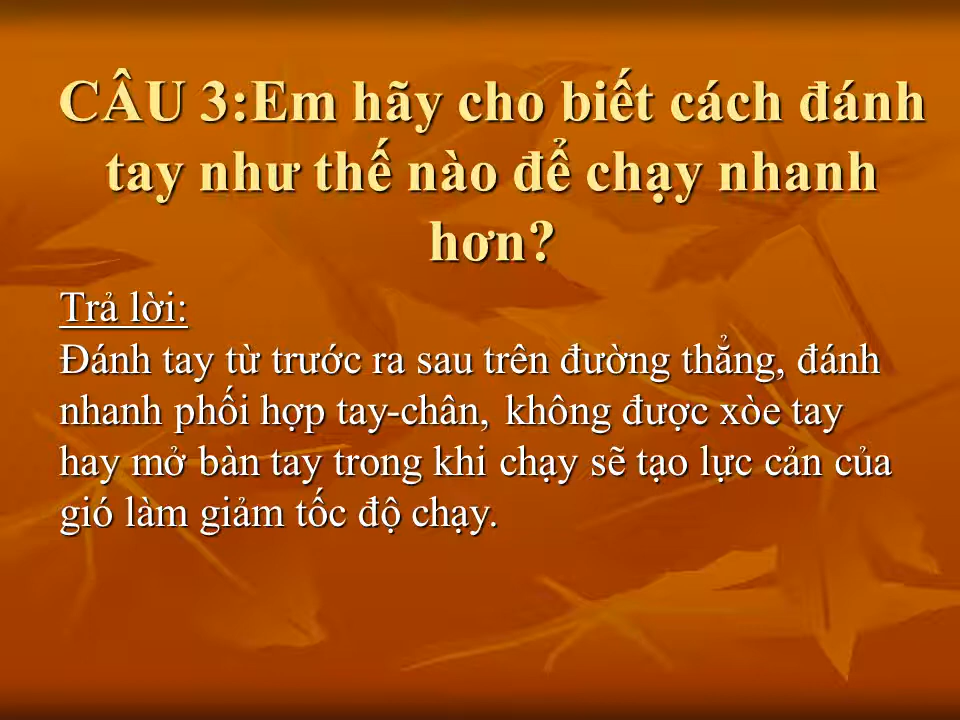 CÂU 3:Em hãy cho biết cách đánh
tay như thế nào để chạy nhanh
hơn?
Trả lời:
Đánh tay từ trước ra sau trên đường thẳng, đánh
nhanh phối hợp tay-chân, không được xòe tay
hay mở bàn tay trong khi chạy sẽ tạo lực cản của
gió làm giảm tốc độ chạy.